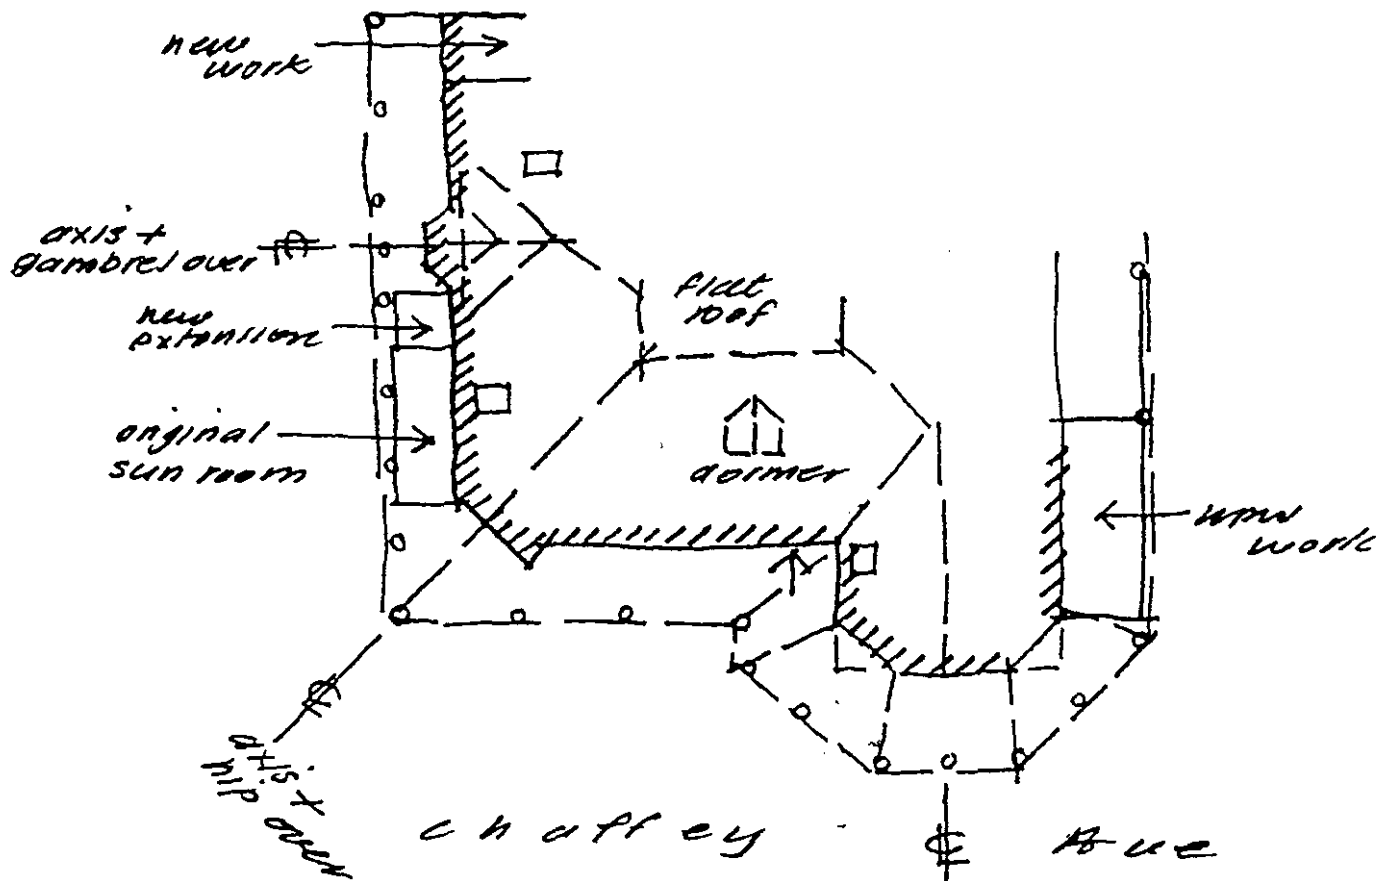 new
work
axis +
gambrel over
new
extension
original
sun room
flat
roof
dormer
new
work
axis +
hip over
chaffey Ave